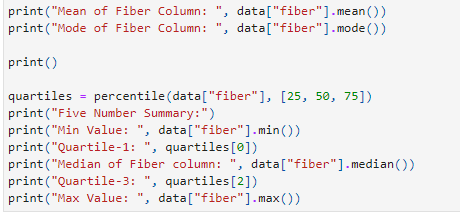 print("Mean of Fiber Column: ", data["fiber"].mean())
print("Mode of Fiber Column: ", data["fiber"].mode())
print()
quartiles = percentile(data["fiber"], [25, 50, 75])
print("Five Number Summary:")
print("Min Value: ", data["fiber"].min())
print("Quartile-1: ", quartiles[0])
print("Median of Fiber column: ", data["fiber"].median())
print("Quartile-3: ", quartiles[2])
print("Max Value: ", data["fiber"].max())